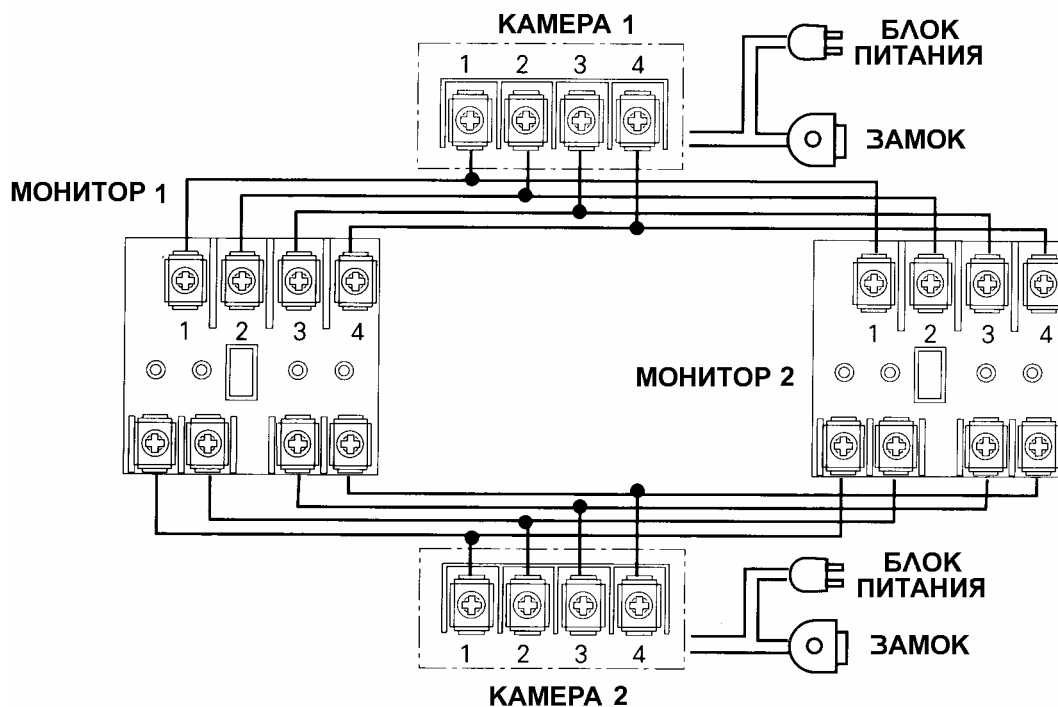 КАМЕРА 1
1 2 3 4
БЛОК
ПИТАНИЯ
ЗАМОК
МОНИТОР 1
1 2 3 4
1 2 3 4
МОНИТОР 2
БЛОК
ПИТАНИЯ
ЗАМОК
1 2 3 4
КАМЕРА 2